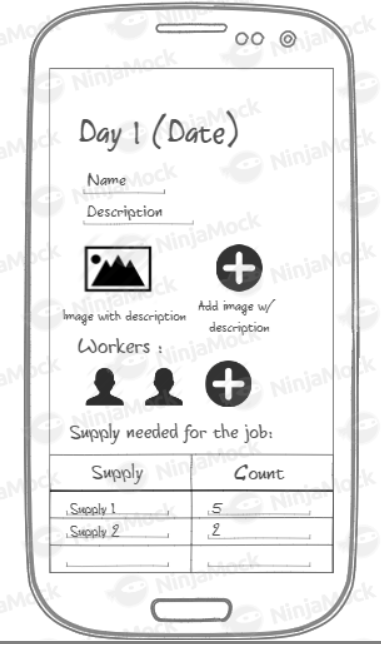 Day 1 (Date)
Name
Description
Image with description
Add image w/
description
Workers :
Supply needed for the job:
Supply Count
Supply 1 5
Supply 2 2
NinjaMock